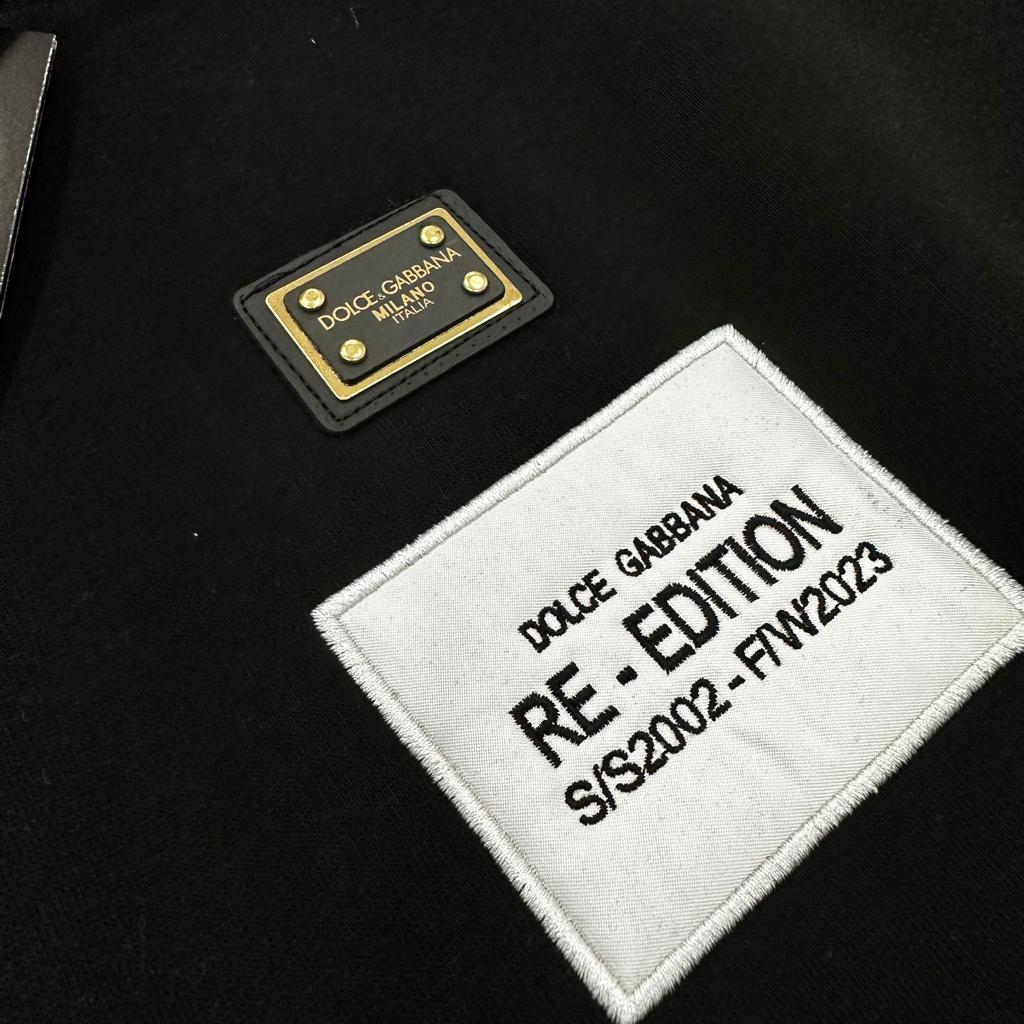 DOLCE & GABBANA
MILANO
ITALIA
DOLCE GABBANA
RE - EDITION
S/S2002 - F/W2023